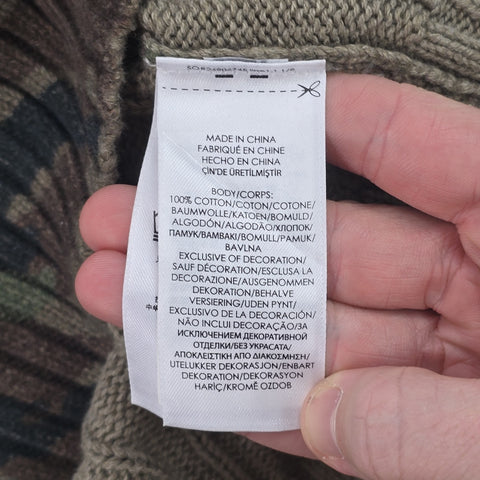 MADE IN CHINA
FABRIQUÉ EN CHINE
HECHO EN CHINA
ÇİN'DE ÜRETİLMİŞTİR
BODY/CORPS:
100% COTTON/COTON/COTONE/
BAUMWOLLE/KATOEN/BOMULD/
ALGODÓN/ALGODÃO/ХЛОПОК/
ПАМУК/ΒΑΜΒΑΚΙ/BOMULL/PAMUK/
BAVLNA
EXCLUSIVE OF DECORATION/
SAUF DÉCORATION/ESCLUSA LA
DECORAZIONE/AUSGENOMMEN
DEKORATION/BEHALVE
VERSIERING/UDEN PYNT/
EXCLUSIVO DE LA DECORACIÓN/
NÃO INCLUI DECORAÇÃO/ЗА
ИСКЛЮЧЕНИЕМ ДЕКОРАТИВНОЙ
ОТДЕЛКИ/БЕЗ УКРАСАТА/
ΑΠΟΚΛΕΙΣΤΙΚΗ ΑΠΟ ΔΙΑΚΟΣΜΗΣΗ/
UTELUKKER DEKORASJON/ENBART
DEKORATION/DEKORASYON
HARİÇ/KROMĚ OZDOB